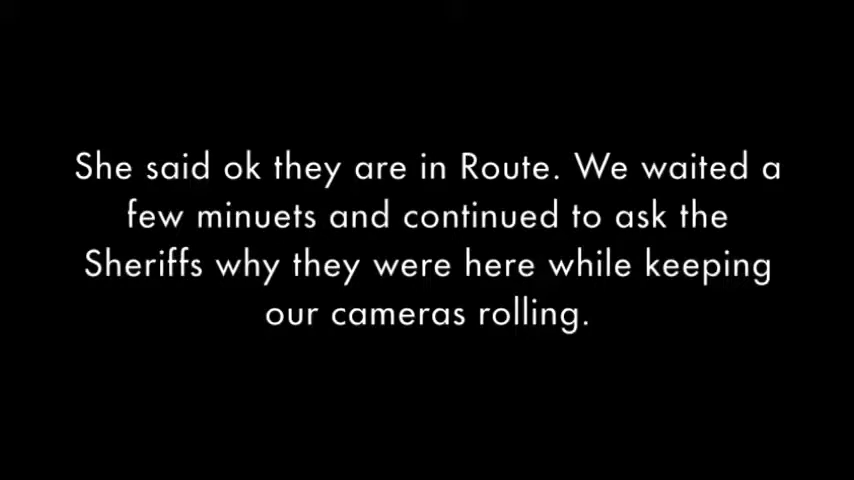 She said ok they are in Route. We waited a
few minuets and continued to ask the
Sheriffs why they were here while keeping
our cameras rolling.